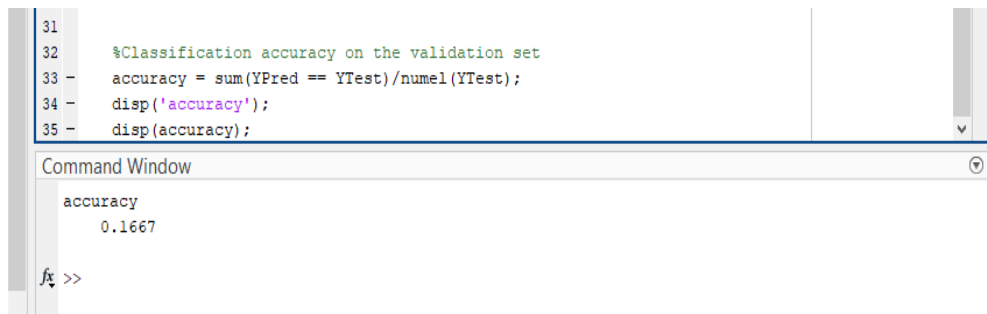 31
32 %Classification accuracy on the validation set
33 - accuracy = sum(YPred == YTest)/numel(YTest);
34 - disp('accuracy');
35 - disp(accuracy);
Command Window
accuracy
0.1667
fx >>